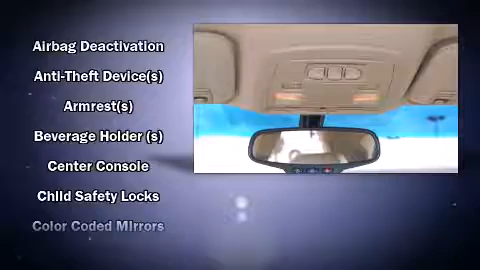 Airbag Deactivation
Anti-Theft Device(s)
Armrest(s)
Beverage Holder (s)
Center Console
Child Safety Locks
Color Coded Mirrors